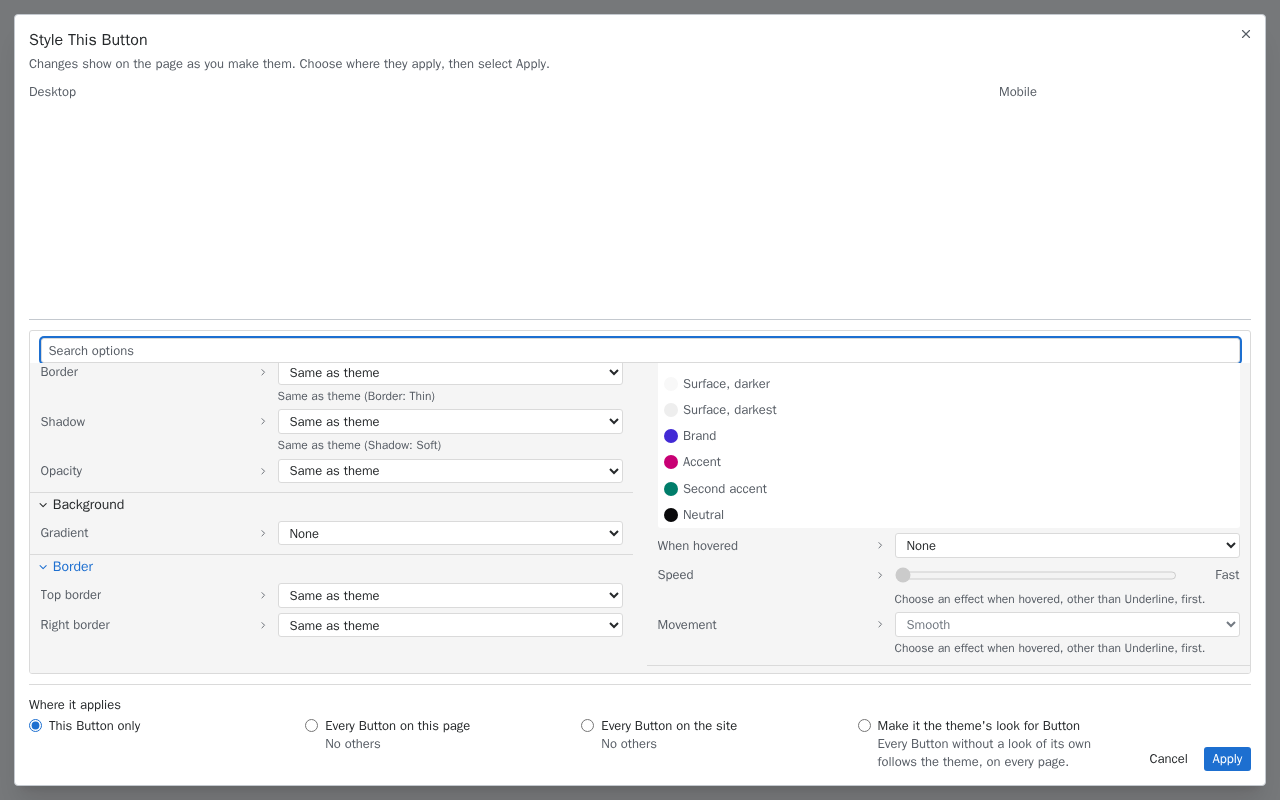 Style This Button
Changes show on the page as you make them. Choose where they apply, then select Apply.
Desktop
Mobile
Search options
Border
Same as theme
Same as theme (Border: Thin)
Shadow
Same as theme
Same as theme (Shadow: Soft)
Opacity
Same as theme
Background
Gradient
None
Border
Top border
Same as theme
Right border
Same as theme
Surface, darker
Surface, darkest
Brand
Accent
Second accent
Neutral
When hovered
None
Speed
Fast
Choose an effect when hovered, other than Underline, first.
Movement
Smooth
Choose an effect when hovered, other than Underline, first.
Where it applies
This Button only
Every Button on this page
No others
Every Button on the site
No others
Make it the theme's look for Button
Every Button without a look of its own
follows the theme, on every page.
Cancel
Apply